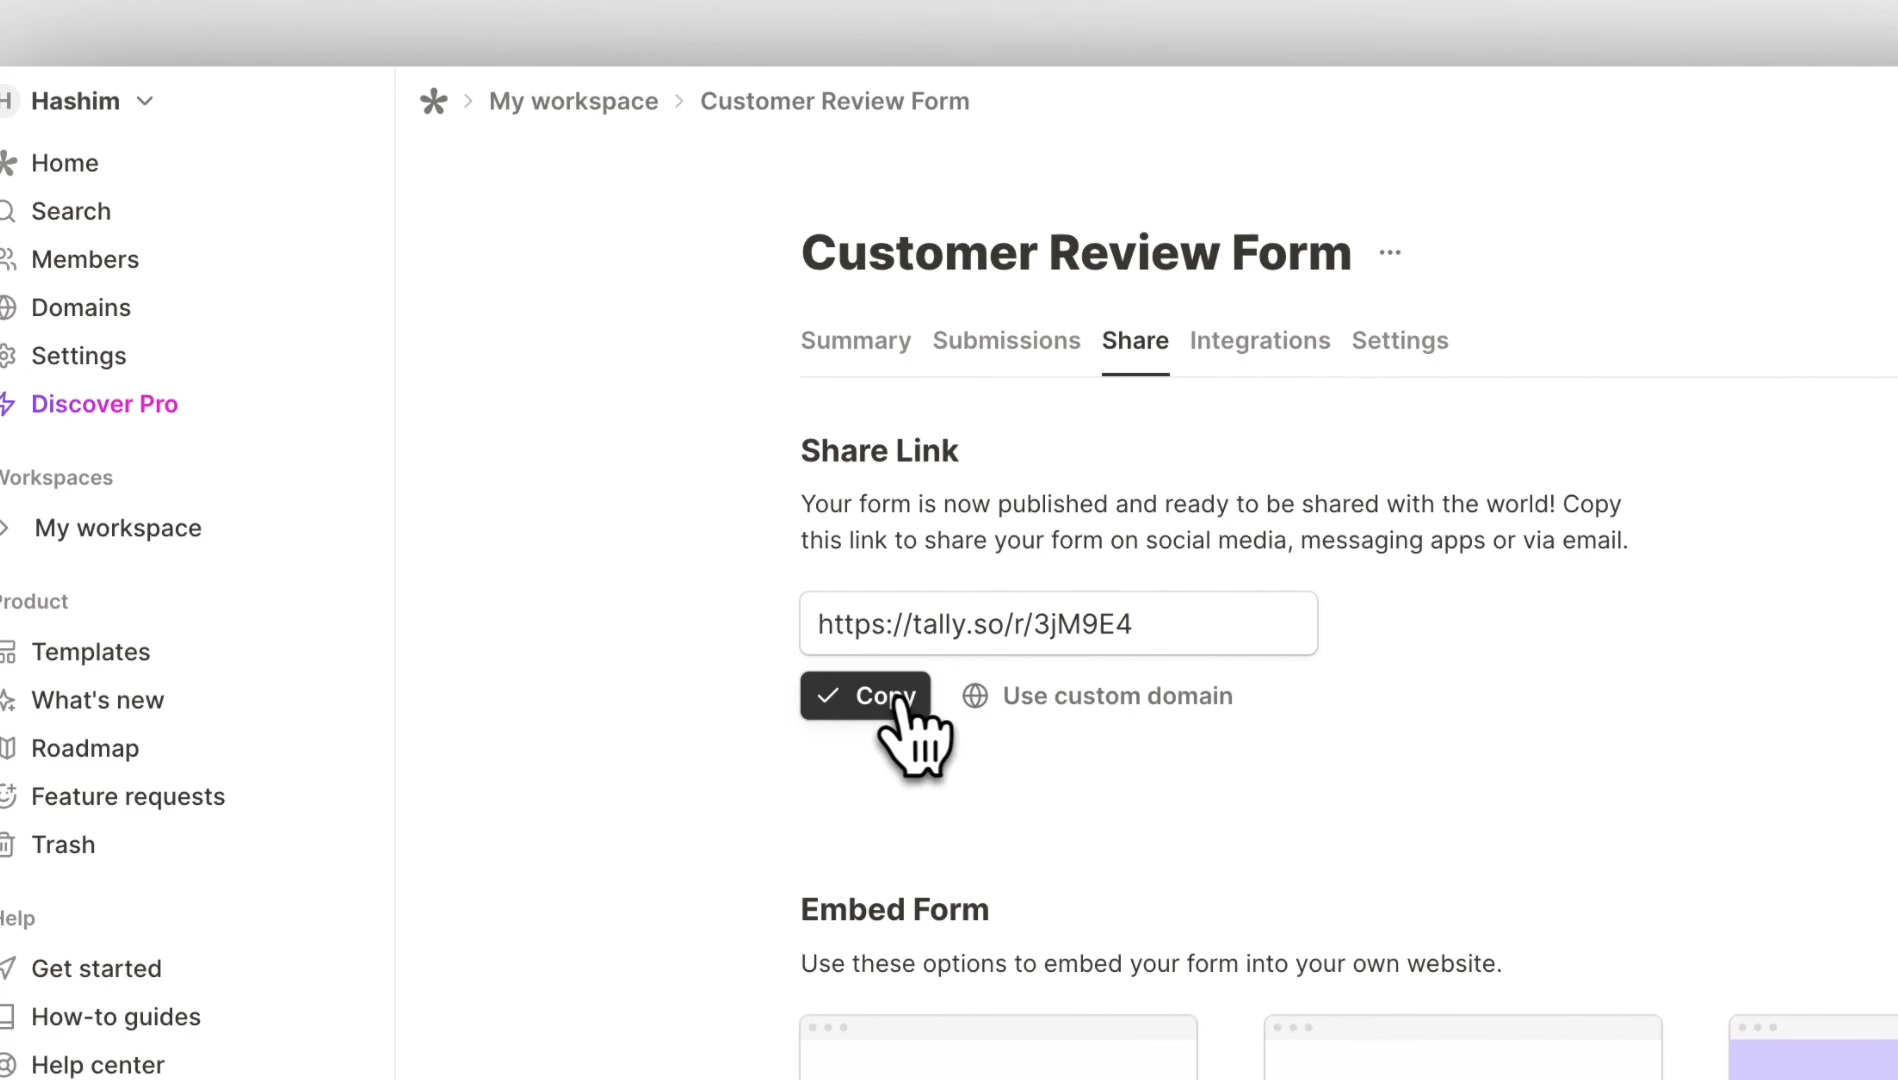 H Hashim
Home
Search
Members
Domains
Settings
Discover Pro
Workspaces
My workspace
Product
Templates
What's new
Roadmap
Feature requests
Trash
Help
Get started
How-to guides
Help center
My workspace > Customer Review Form
Customer Review Form ...
Summary Submissions Share Integrations Settings
Share Link
Your form is now published and ready to be shared with the world! Copy
this link to share your form on social media, messaging apps or via email.
https://tally.so/r/3jM9E4
Copy Use custom domain
Embed Form
Use these options to embed your form into your own website.